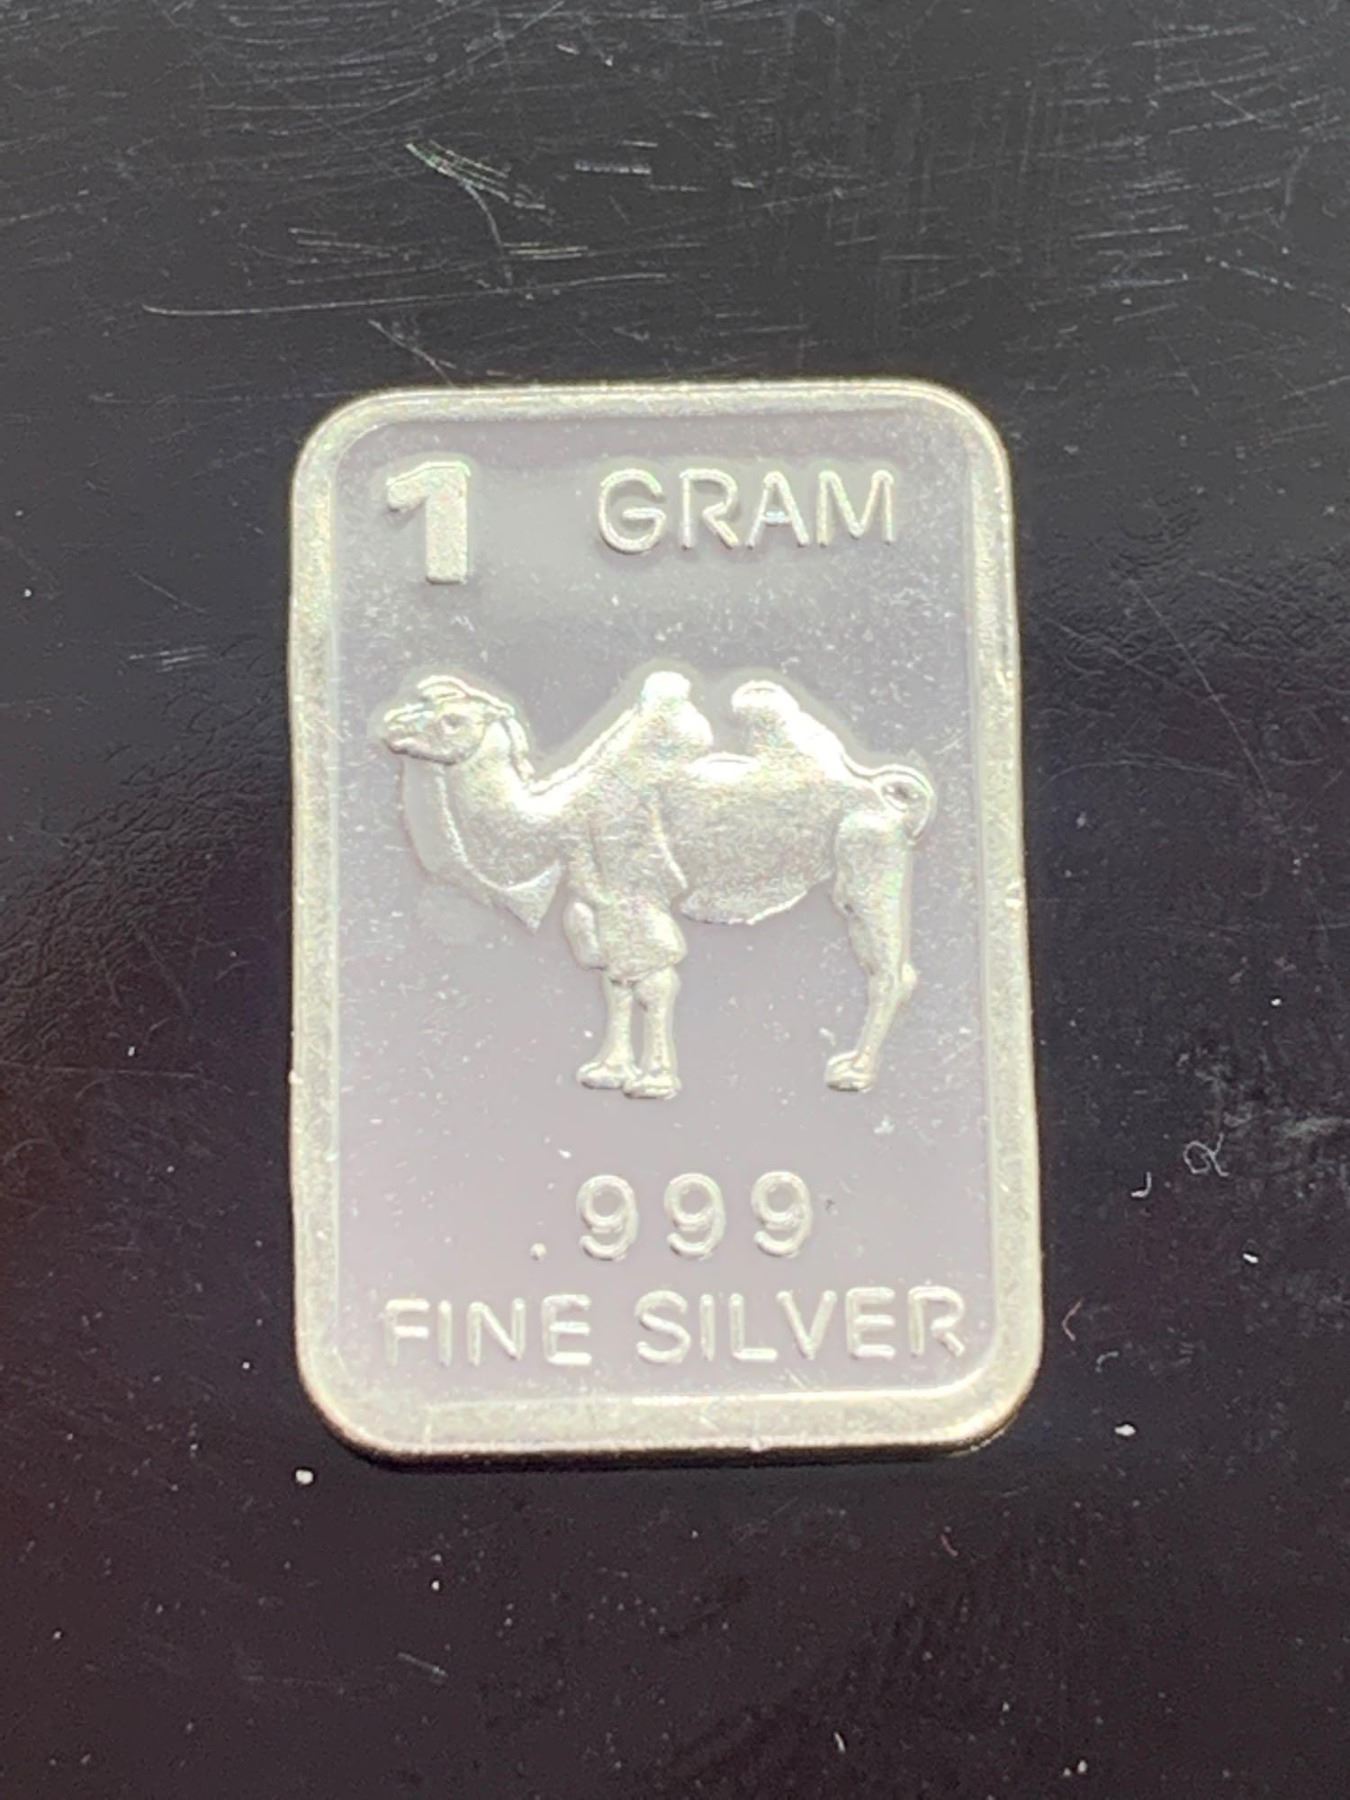 1 GRAM
.999
FINE SILVER